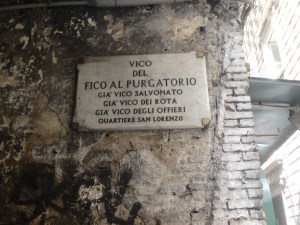 VICO
DEL
FICO AL PURGATORIO
GIA' VICO SALVONATO
GIA' VICO DEI ROTA
GIA' VICO DEGLI OFFIERI
QUARTIERE SAN LORENZO